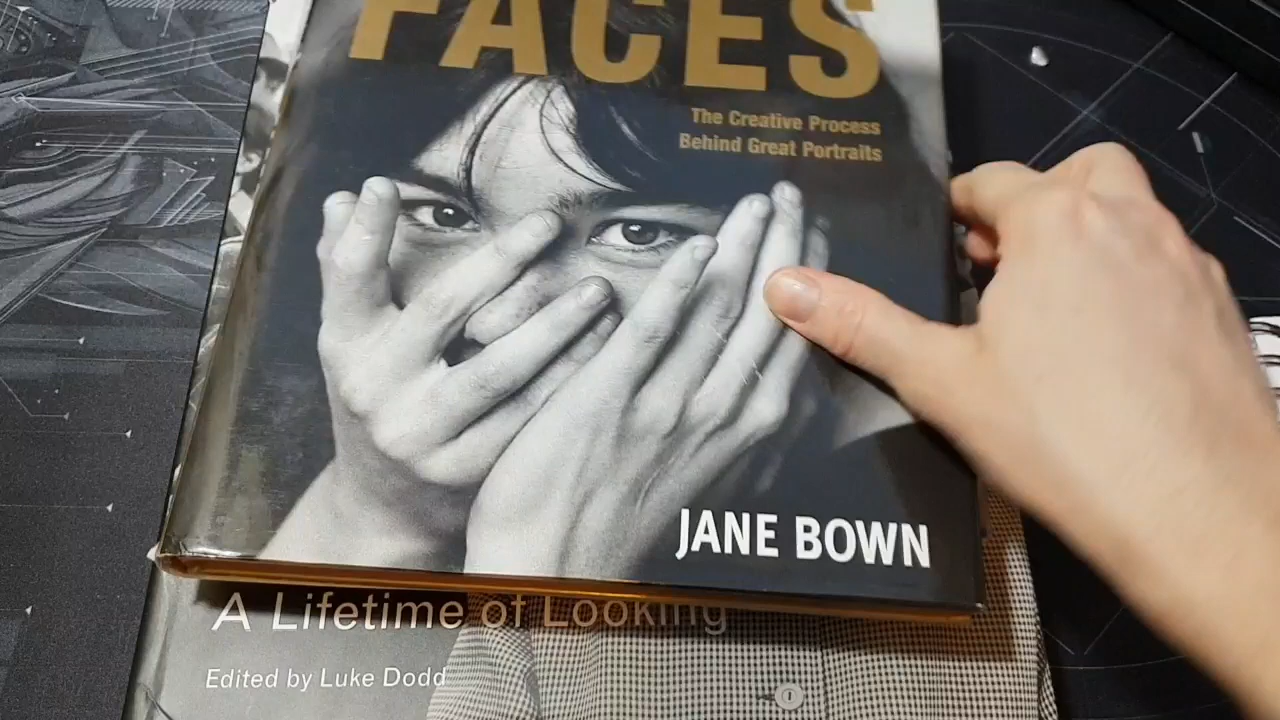 FACES
The Creative Process
Behind Great Portraits
JANE BOWN
A Lifetime of Looking
Edited by Luke Dodd